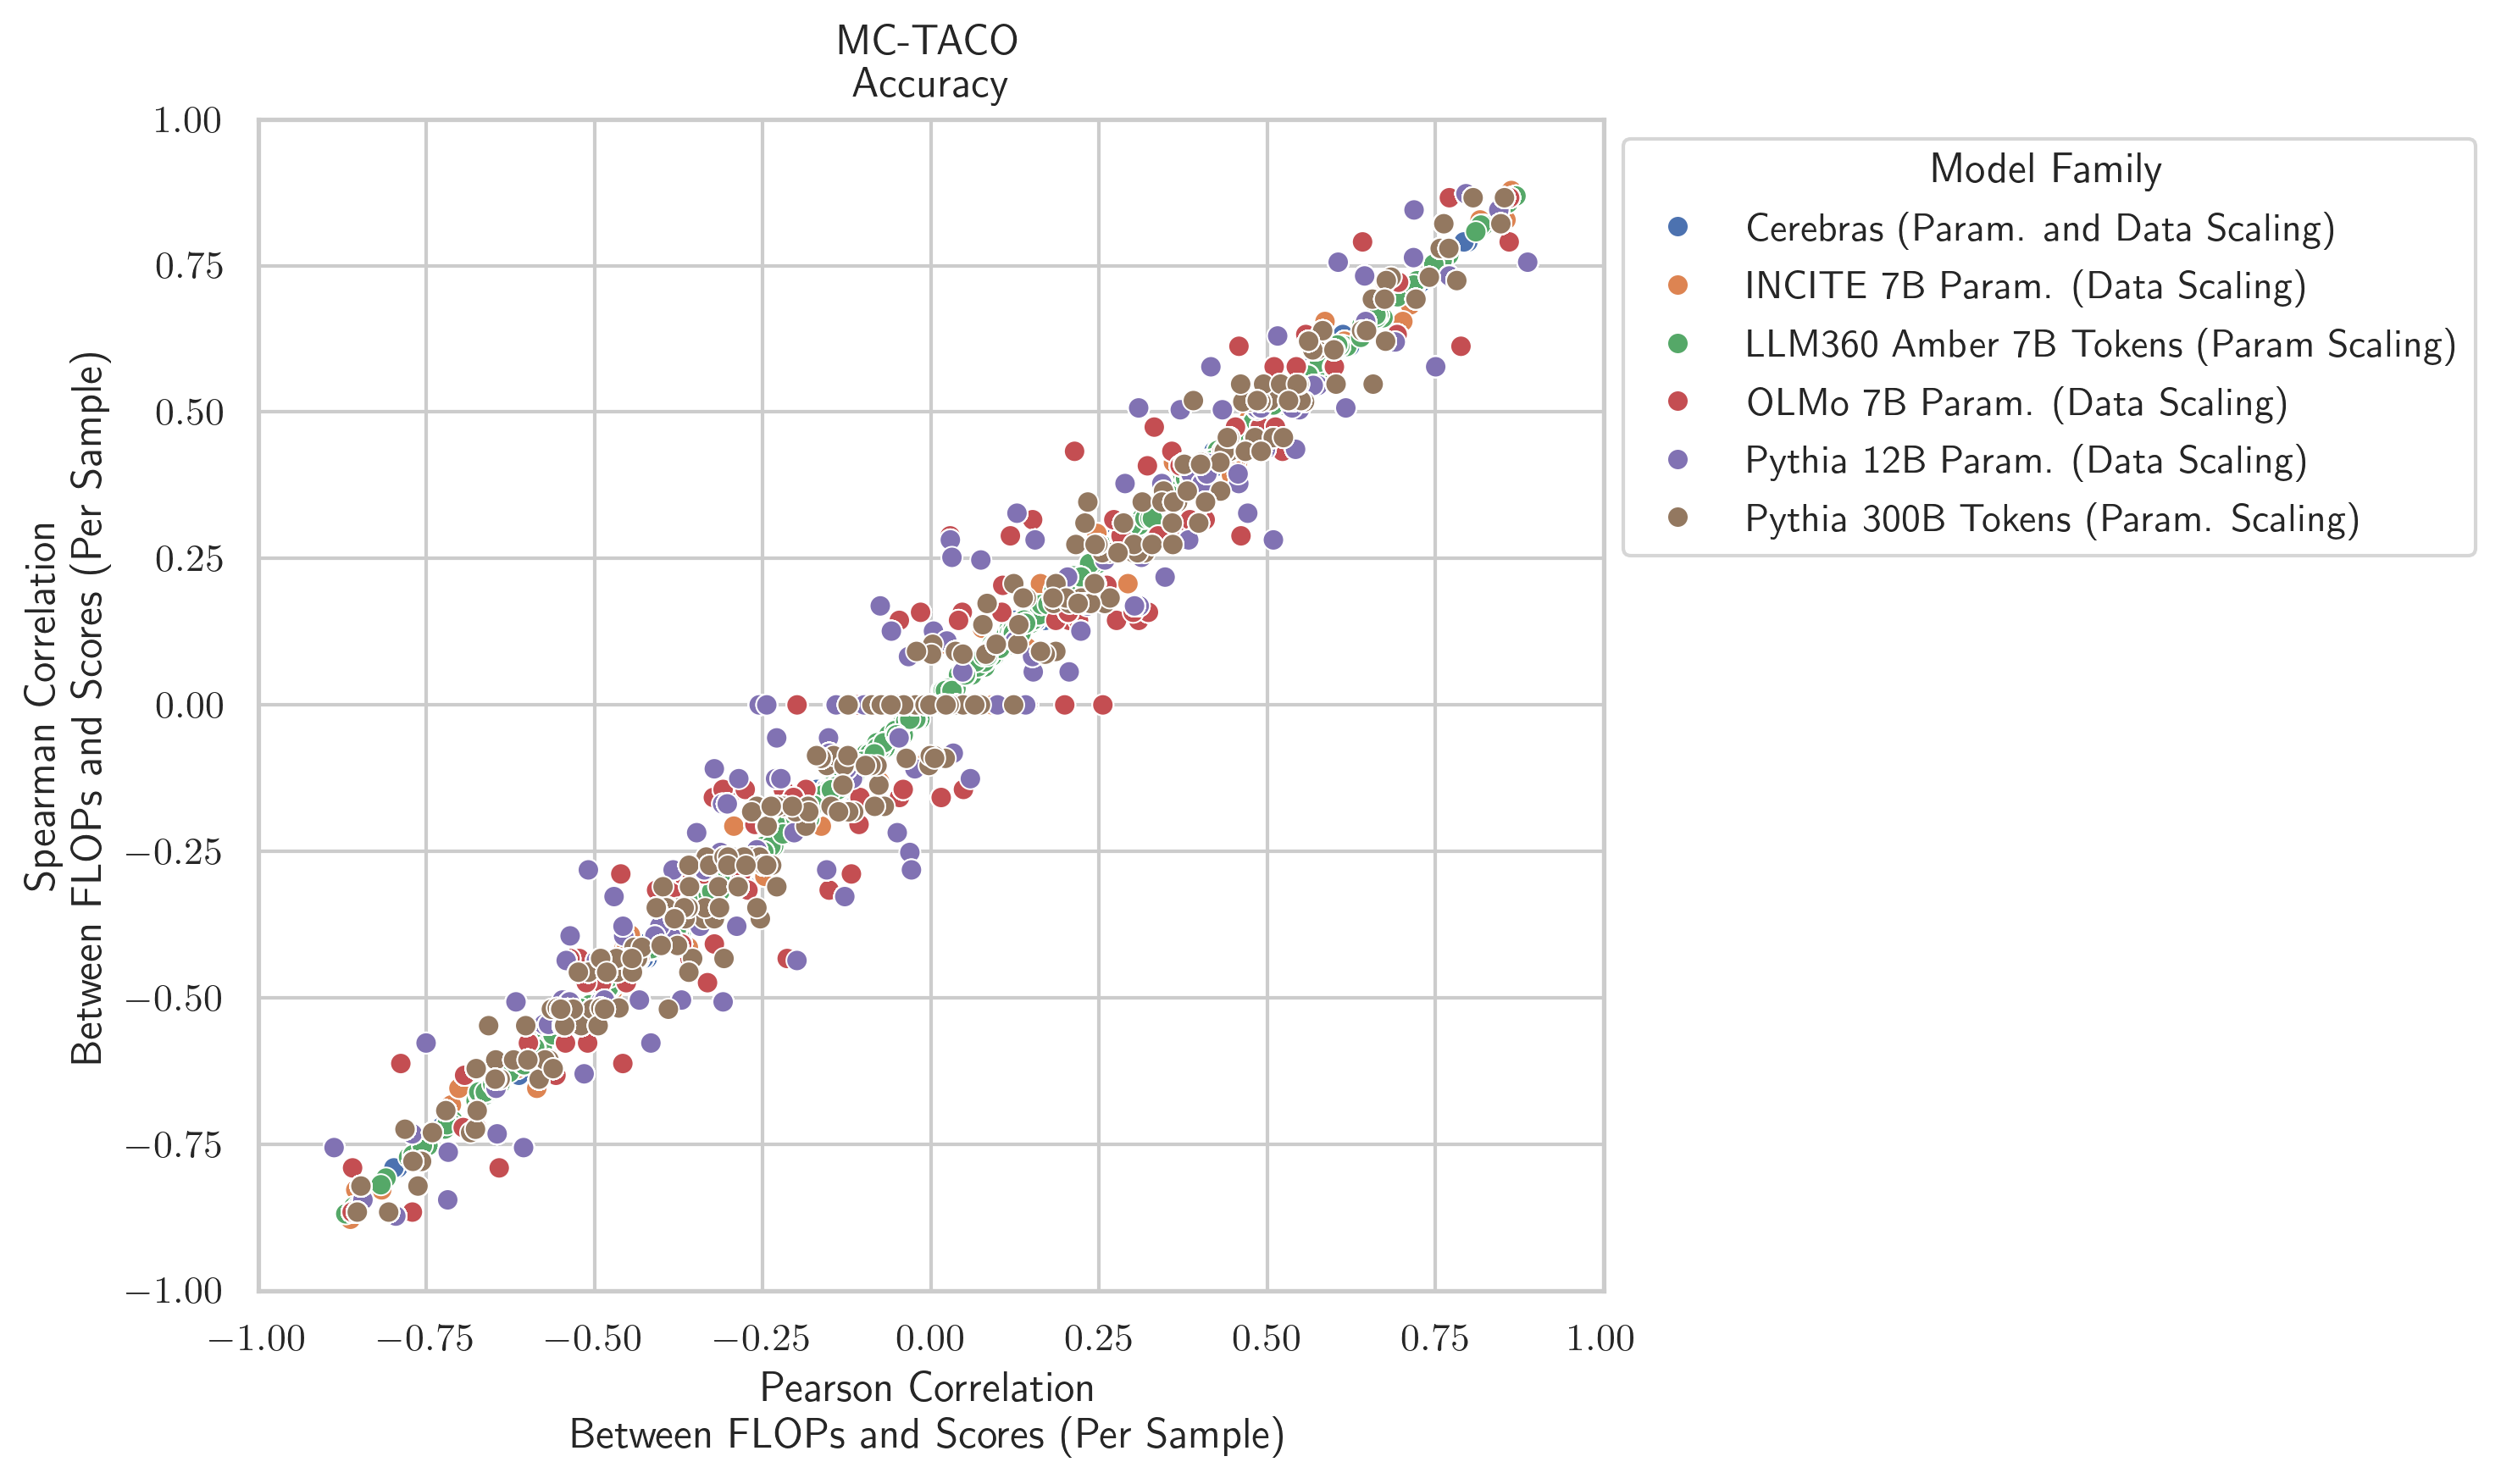 MC-TACO
Accuracy
1.00
0.75
0.50
0.25
0.00
−0.25
−0.50
−0.75
−1.00
Spearman Correlation
Between FLOPs and Scores (Per Sample)
−1.00 −0.75 −0.50 −0.25 0.00 0.25 0.50 0.75 1.00
Pearson Correlation
Between FLOPs and Scores (Per Sample)
Model Family
Cerebras (Param. and Data Scaling)
INCITE 7B Param. (Data Scaling)
LLM360 Amber 7B Tokens (Param Scaling)
OLMo 7B Param. (Data Scaling)
Pythia 12B Param. (Data Scaling)
Pythia 300B Tokens (Param. Scaling)